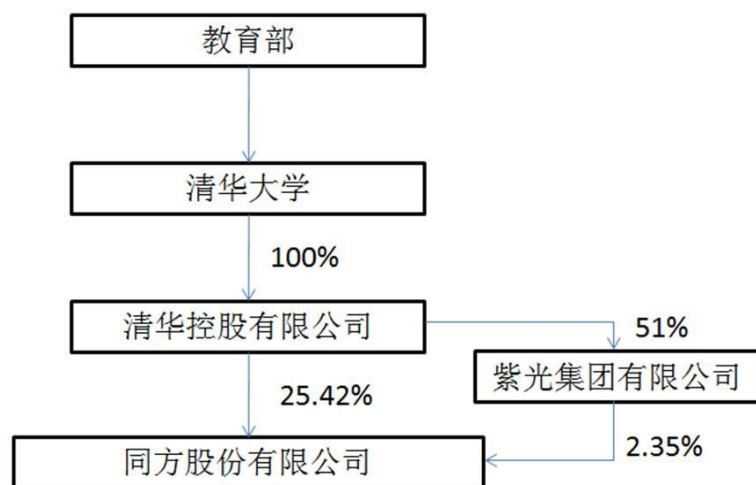 教育部
清华大学
100%
清华控股有限公司
51%
紫光集团有限公司
25.42%
2.35%
同方股份有限公司